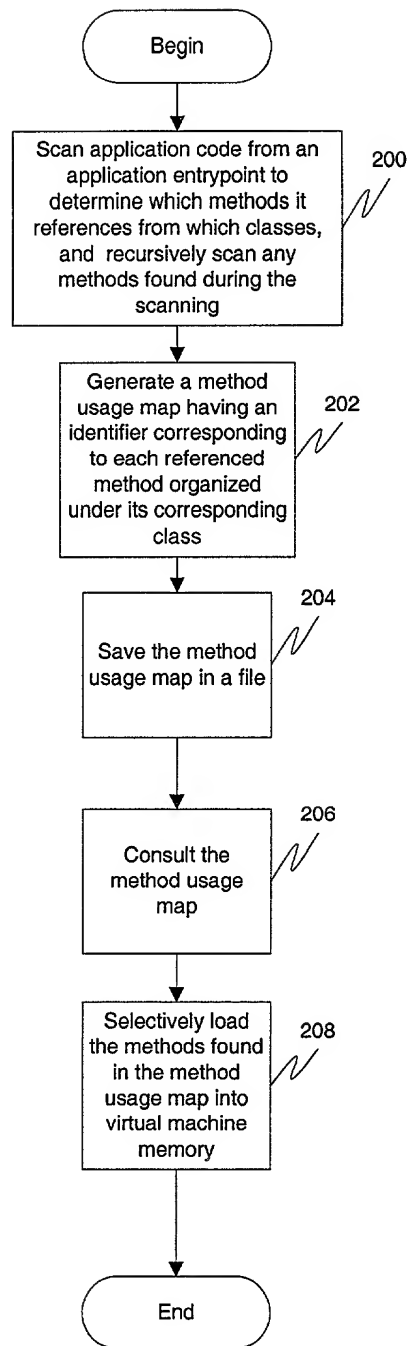 Begin
Scan application code from an
application entrypoint to
determine which methods it
references from which classes,
and recursively scan any
methods found during the
scanning
200
Generate a method
usage map having an
identifier corresponding
to each referenced
method organized
under its corresponding
class
202
Save the method
usage map in a file
204
Consult the
method usage
map
206
Selectively load
the methods found
in the method
usage map into
virtual machine
memory
208
End